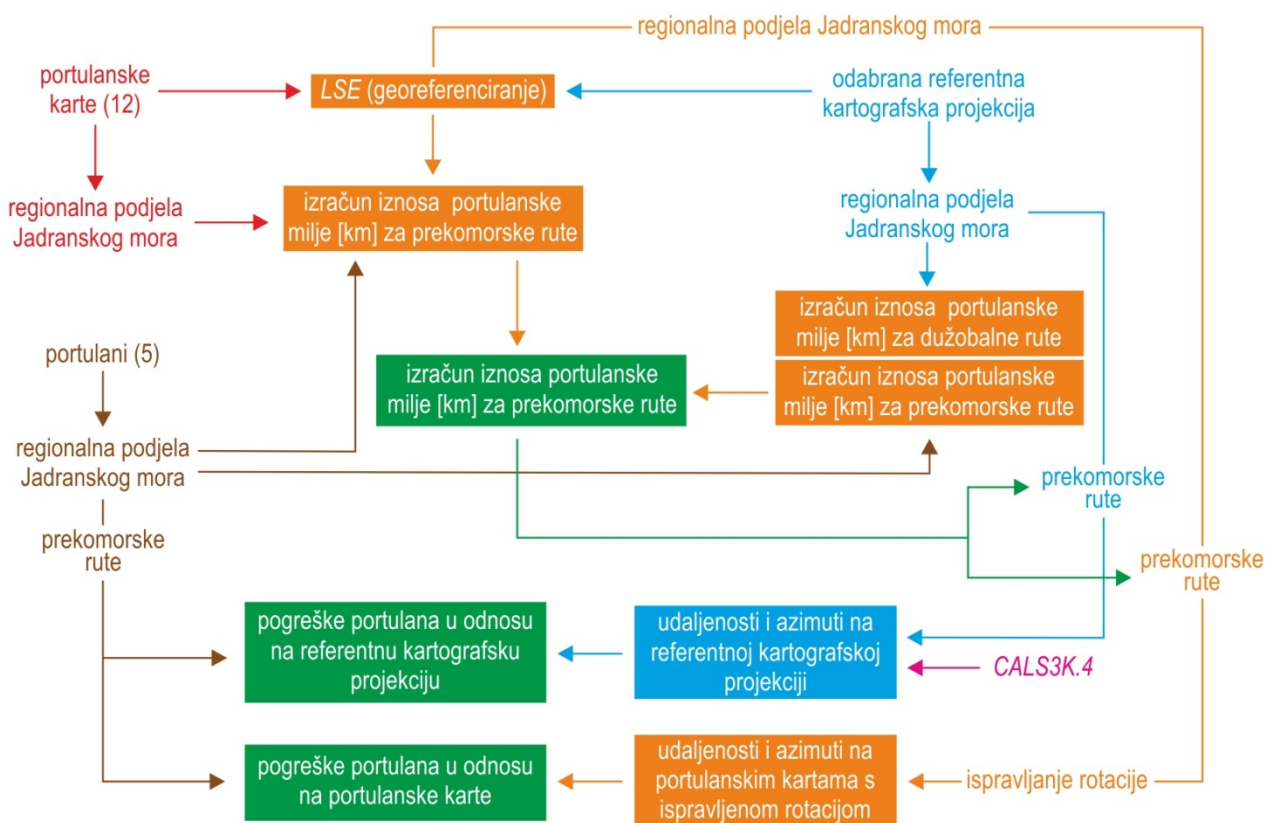 regionalna podjela Jadranskog mora
portulanske
karte (12)
LSE (georeferenciranje)
odabrana referentna
kartografska projekcija
regionalna podjela
Jadranskog mora
izračun iznosa portulanske
milje [km] za prekomorske rute
regionalna podjela
Jadranskog mora
izračun iznosa portulanske
milje [km] za dužobalne rute
portulani (5)
izračun iznosa portulanske
milje [km] za prekomorske rute
izračun iznosa portulanske
milje [km] za prekomorske rute
regionalna podjela
Jadranskog mora
prekomorske
rute
prekomorske
rute
prekomorske
rute
pogreške portulana u odnosu
na referentnu kartografsku
projekciju
udaljenosti i azimuti na
referentnoj kartografskoj
projekciji
CALS3K.4
pogreške portulana u odnosu
na portulanske karte
udaljenosti i azimuti na
portulanskim kartama s
ispravljenom rotacijom
ispravljanje rotacije